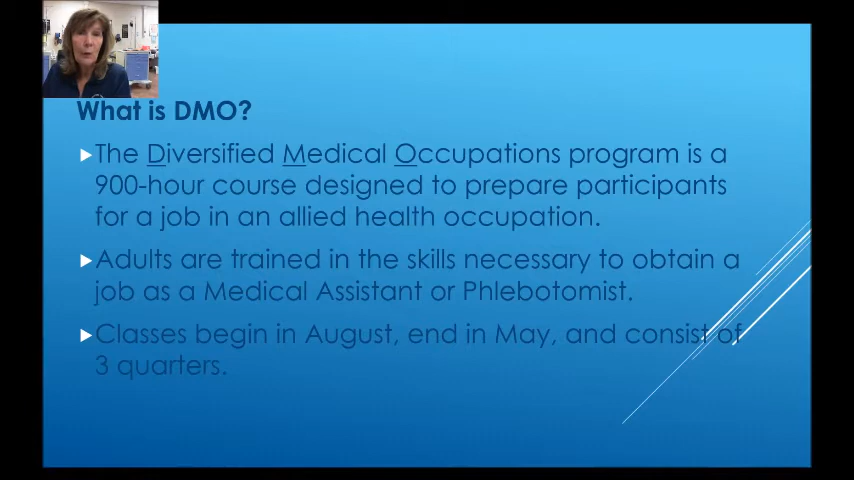 What is DMO?
The Diversified Medical Occupations program is a
900-hour course designed to prepare participants
for a job in an allied health occupation.
Adults are trained in the skills necessary to obtain a
job as a Medical Assistant or Phlebotomist.
Classes begin in August, end in May, and consist of
3 quarters.